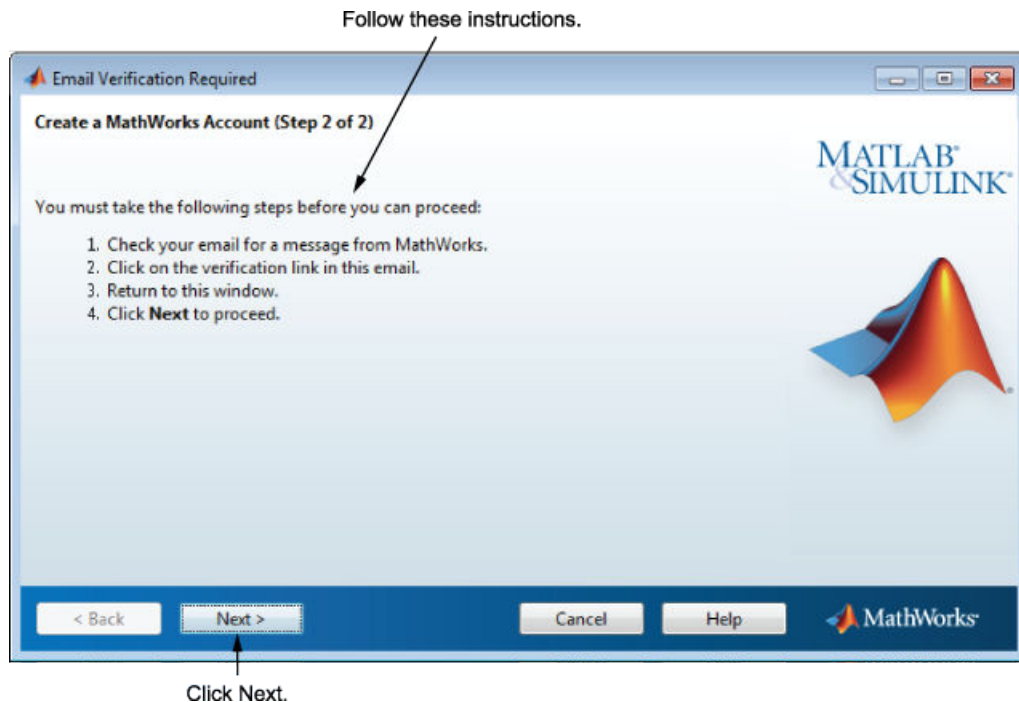 Follow these instructions.
Email Verification Required
Create a MathWorks Account (Step 2 of 2)
MATLAB®
&SIMULINK®
You must take the following steps before you can proceed:
1. Check your email for a message from MathWorks.
2. Click on the verification link in this email.
3. Return to this window.
4. Click Next to proceed.
®
< Back Next > Cancel Help MathWorks®
Click Next.